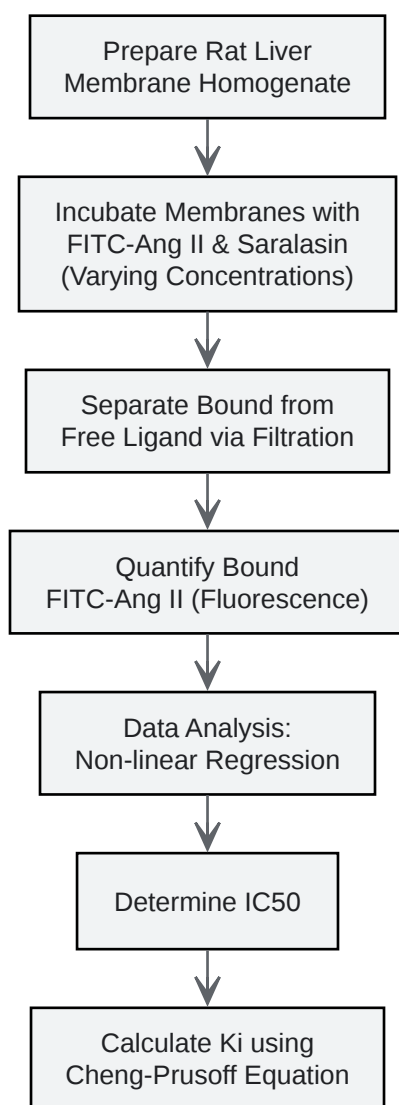 Prepare Rat Liver
Membrane Homogenate
Incubate Membranes with
FITC-Ang II & Saralasin
(Varying Concentrations)
Separate Bound from
Free Ligand via Filtration
Quantify Bound
FITC-Ang II (Fluorescence)
Data Analysis:
Non-linear Regression
Determine IC50
Calculate Ki using
Cheng-Prusoff Equation